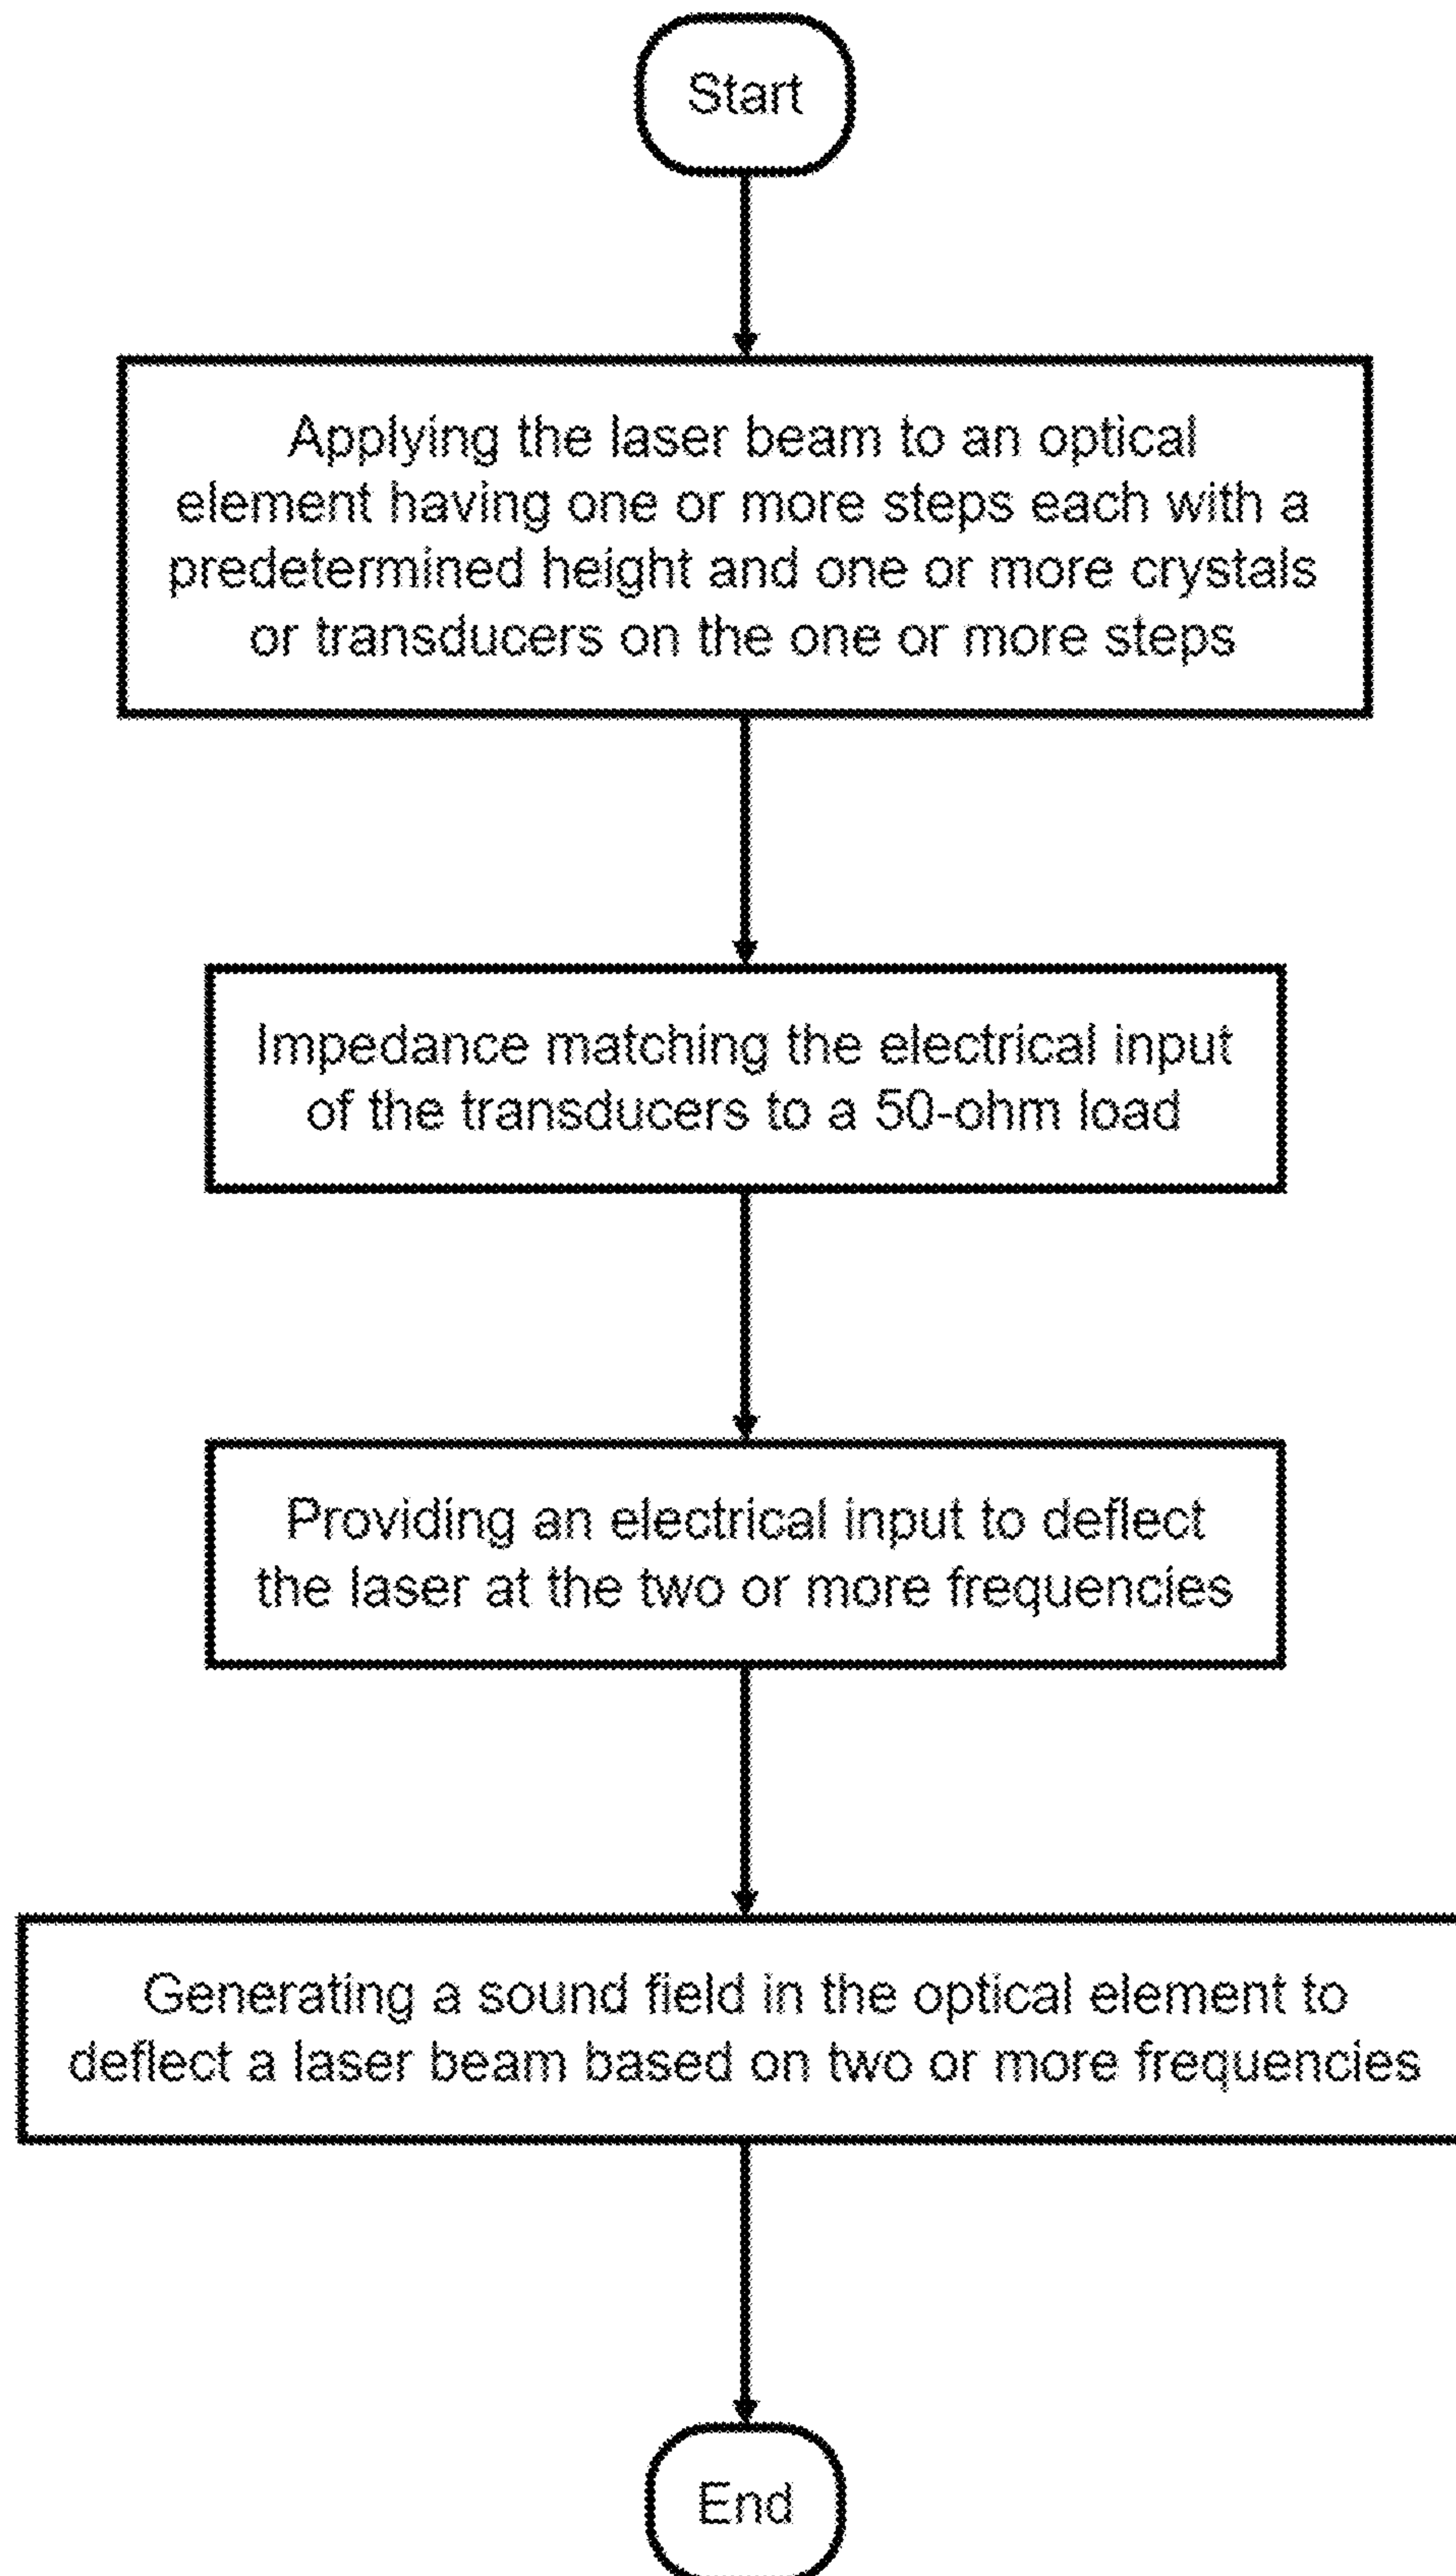 Start
Applying the laser beam to an optical
element having one or more steps each with a
predetermined height and one or more crystals
or transducers on the one or more steps
Impedance matching the electrical input
of the transducers to a 50-ohm load
Providing an electrical input to deflect
the laser at the two or more frequencies
Generating a sound field in the optical element to
deflect a laser beam based on two or more frequencies
End